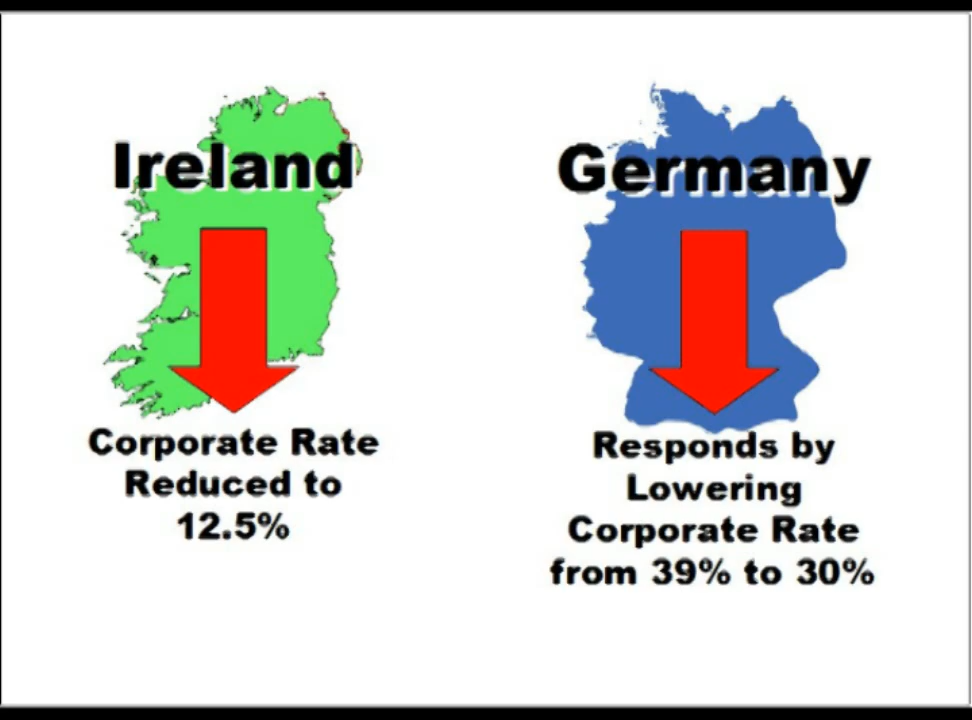 Ireland
Corporate Rate
Reduced to
12.5%
Germany
Responds by
Lowering
Corporate Rate
from 39% to 30%